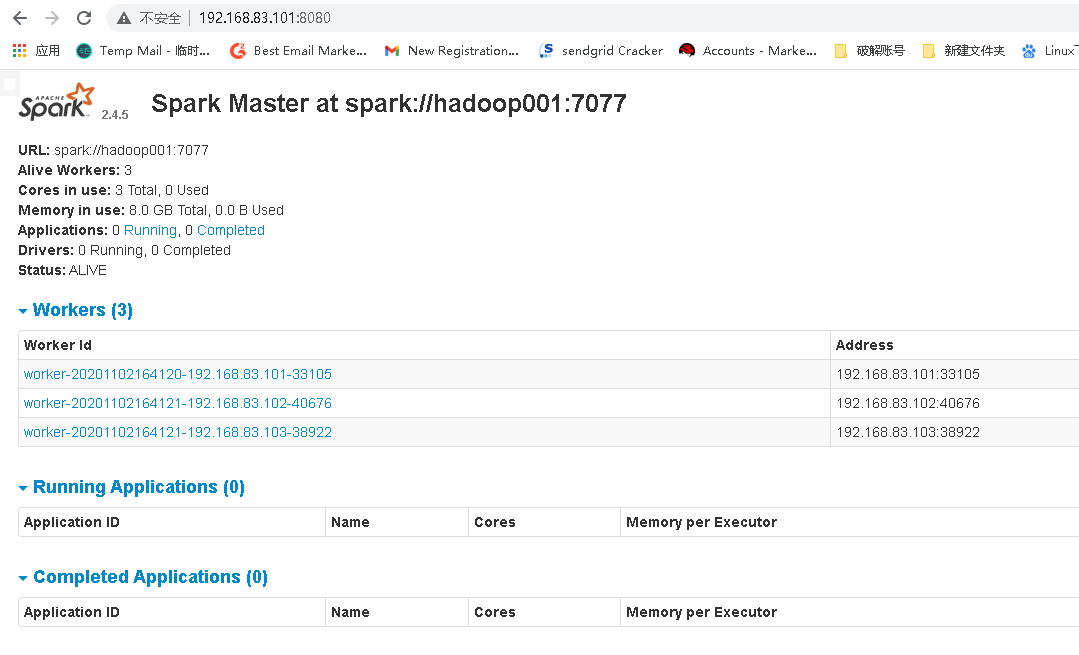 不安全 192.168.83.101:8080
应用 Temp Mail - 临时... Best Email Marke... New Registration... sendgrid Cracker Accounts - Marke... 破解账号 新建文件夹 Linux
APACHE Spark 2.4.5 Spark Master at spark://hadoop001:7077
URL: spark://hadoop001:7077
Alive Workers: 3
Cores in use: 3 Total, 0 Used
Memory in use: 8.0 GB Total, 0.0 B Used
Applications: 0 Running, 0 Completed
Drivers: 0 Running, 0 Completed
Status: ALIVE
Workers (3)
Worker Id Address
worker-20201102164120-192.168.83.101-33105 192.168.83.101:33105
worker-20201102164121-192.168.83.102-40676 192.168.83.102:40676
worker-20201102164121-192.168.83.103-38922 192.168.83.103:38922
Running Applications (0)
Application ID Name Cores Memory per Executor
Completed Applications (0)
Application ID Name Cores Memory per Executor